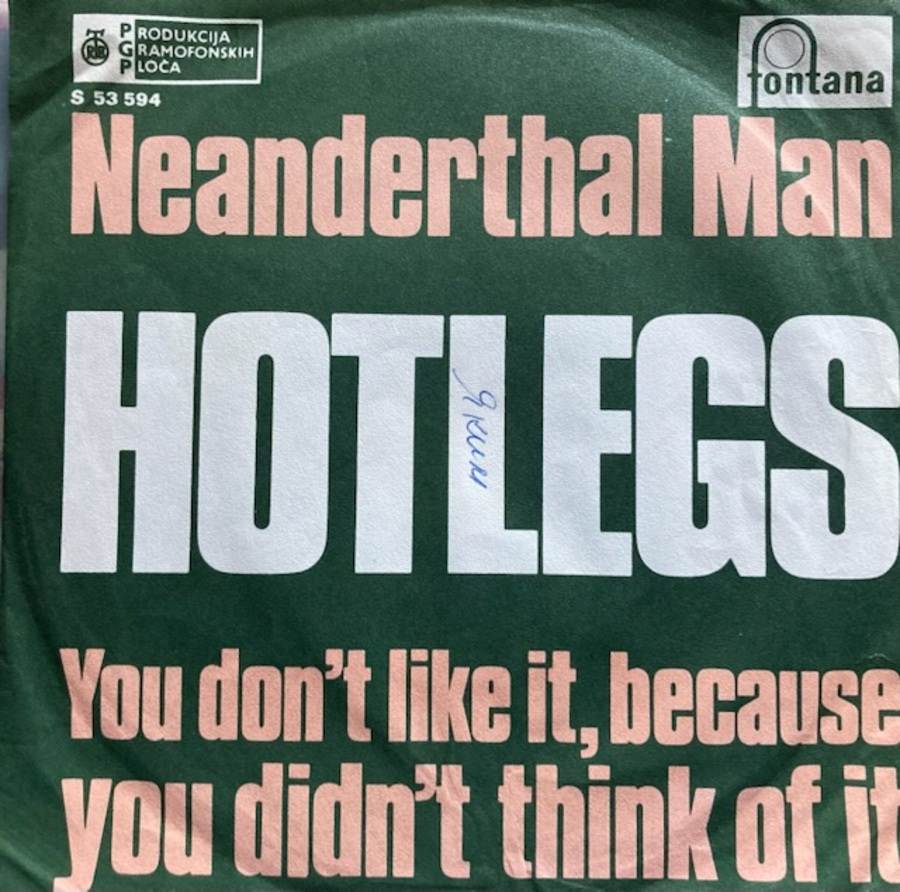 PRODUKCIJA
GRAMOFONSKIH
PLOČA
S 53 594
fontana
Neanderthal Man
HOTLEGS
Яким
You don't like it, because
you didn't think of it